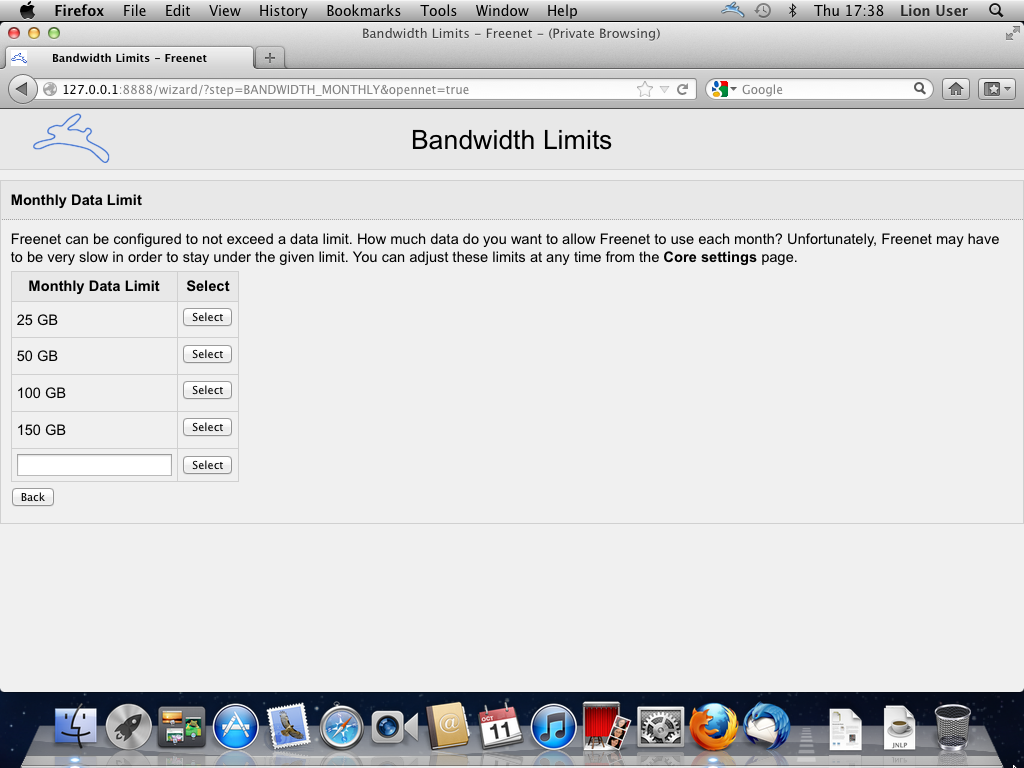 Firefox File Edit View History Bookmarks Tools Window Help Thu 17:38 Lion User
Bandwidth Limits – Freenet – (Private Browsing)
Bandwidth Limits – Freenet
127.0.0.1:8888/wizard/?step=BANDWIDTH_MONTHLY&opennet=true Google
Bandwidth Limits
Monthly Data Limit
Freenet can be configured to not exceed a data limit. How much data do you want to allow Freenet to use each month? Unfortunately, Freenet may have
to be very slow in order to stay under the given limit. You can adjust these limits at any time from the Core settings page.
Monthly Data Limit Select
25 GB Select
50 GB Select
100 GB Select
150 GB Select
Select
Back
OCT
11
JNLP